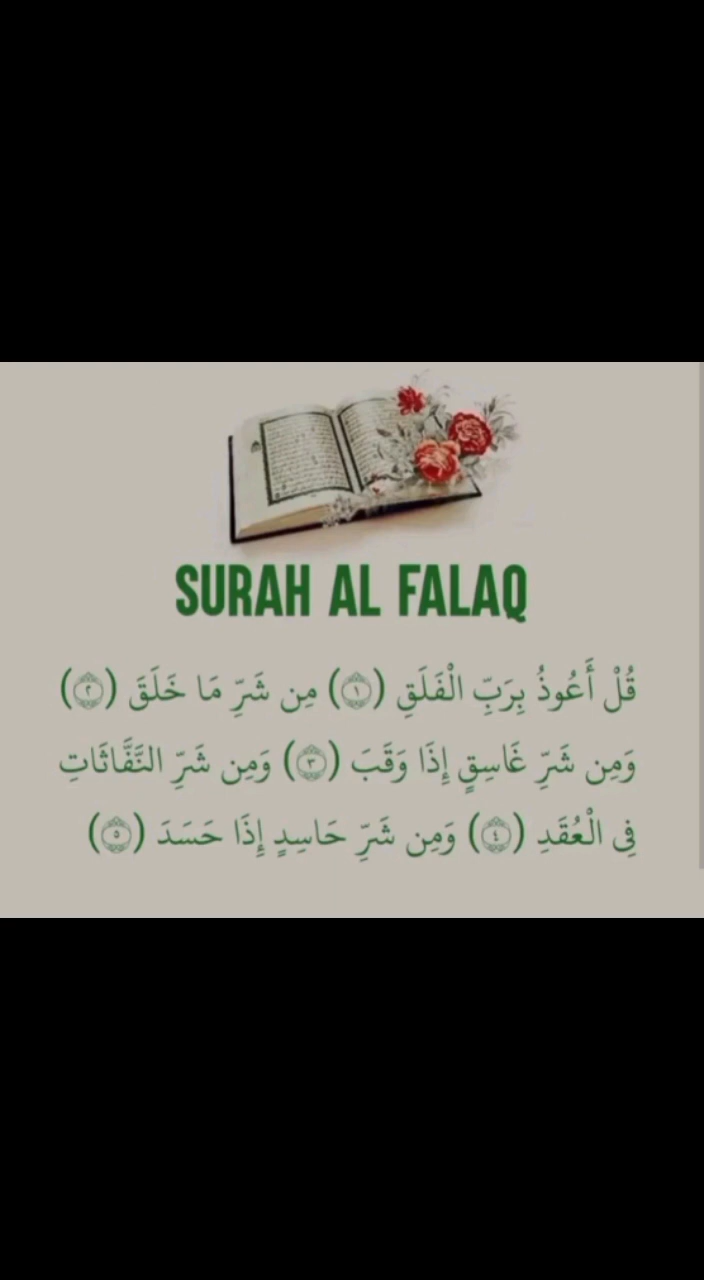 SURAH AL FALAQ
قُلْ أَعُوذُ بِرَبِّ الْفَلَقِ (١) مِن شَرِّ مَا خَلَقَ (٢)
وَمِن شَرِّ غَاسِقٍ إِذَا وَقَبَ (٣) وَمِن شَرِّ النَّفَّاثَاتِ
فِى الْعُقَدِ (٤) وَمِن شَرِّ حَاسِدٍ إِذَا حَسَدَ (٥)